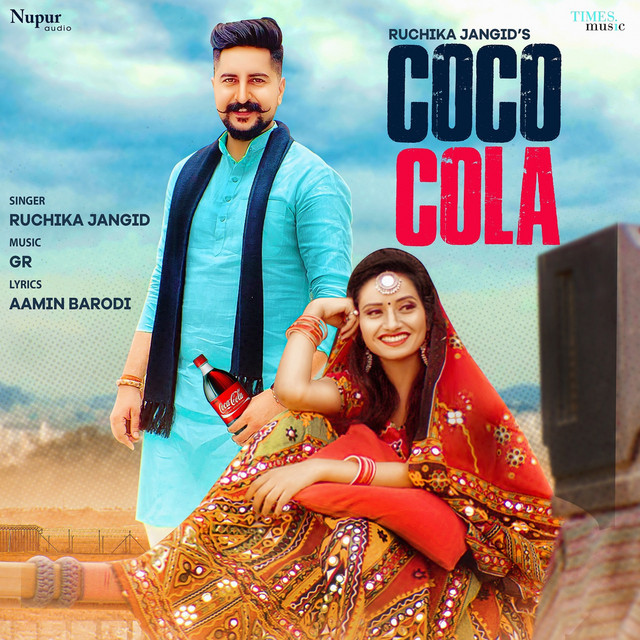 Nupur
audio
TIMES.
music
RUCHIKA JANGID'S
COCO
COLA
SINGER
RUCHIKA JANGID
MUSIC
GR
LYRICS
AAMIN BARODI
Coca-Cola